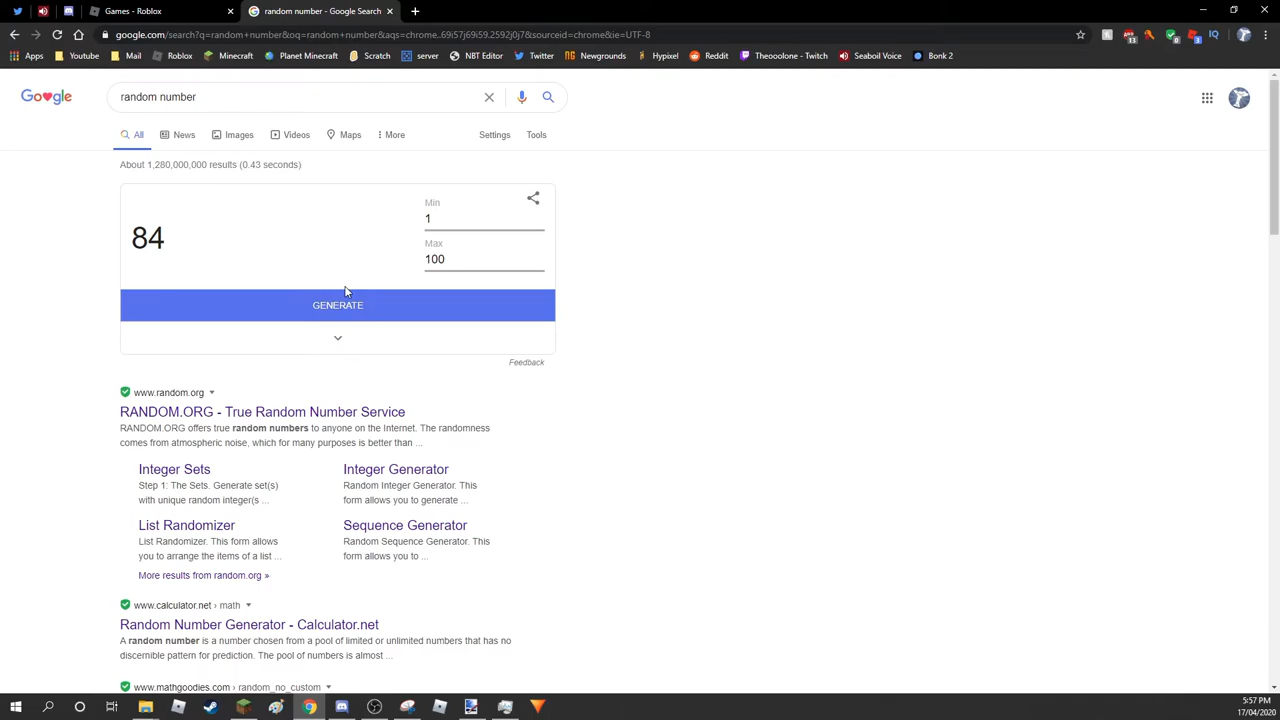 Games - Roblox
random number - Google Search
google.com/search?q=random+number&oq=random+number&aqs=chrome..69i57j69i59.2592j0j7&sourceid=chrome&ie=UTF-8
Apps Youtube Mail Roblox Minecraft Planet Minecraft Scratch server NBT Editor Twitter Newgrounds Hypixel Reddit Theooolone - Twitch Seaboil Voice Bonk 2
random number
All News Images Videos Maps More Settings Tools
About 1,280,000,000 results (0.43 seconds)
84
Min
1
Max
100
GENERATE
Feedback
www.random.org
RANDOM.ORG - True Random Number Service
RANDOM.ORG offers true random numbers to anyone on the Internet. The randomness
comes from atmospheric noise, which for many purposes is better than ...
Integer Sets
Step 1: The Sets. Generate set(s)
with unique random integer(s ...
Integer Generator
Random Integer Generator. This
form allows you to generate ...
List Randomizer
List Randomizer. This form allows
you to arrange the items of a list ...
Sequence Generator
Random Sequence Generator. This
form allows you to ...
More results from random.org »
www.calculator.net › math
Random Number Generator - Calculator.net
A random number is a number chosen from a pool of limited or unlimited numbers that has no
discernible pattern for prediction. The pool of numbers is almost ...
www.mathgoodies.com › random_no_custom
5:57 PM
17/04/2020